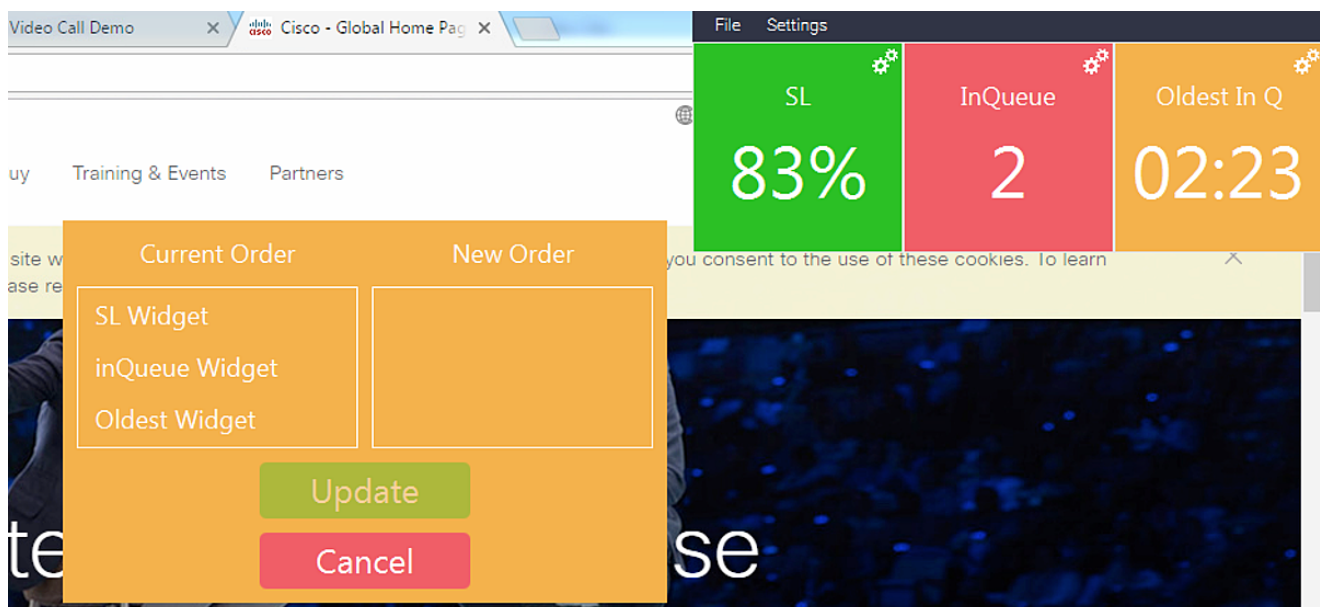 Video Call Demo
Cisco - Global Home Pag
File Settings
SL
83%
InQueue
2
Oldest In Q
02:23
uy Training & Events Partners
site w
you consent to the use of these cookies. To learn
ase re
Current Order
New Order
SL Widget
inQueue Widget
Oldest Widget
Update
Cancel
te
se